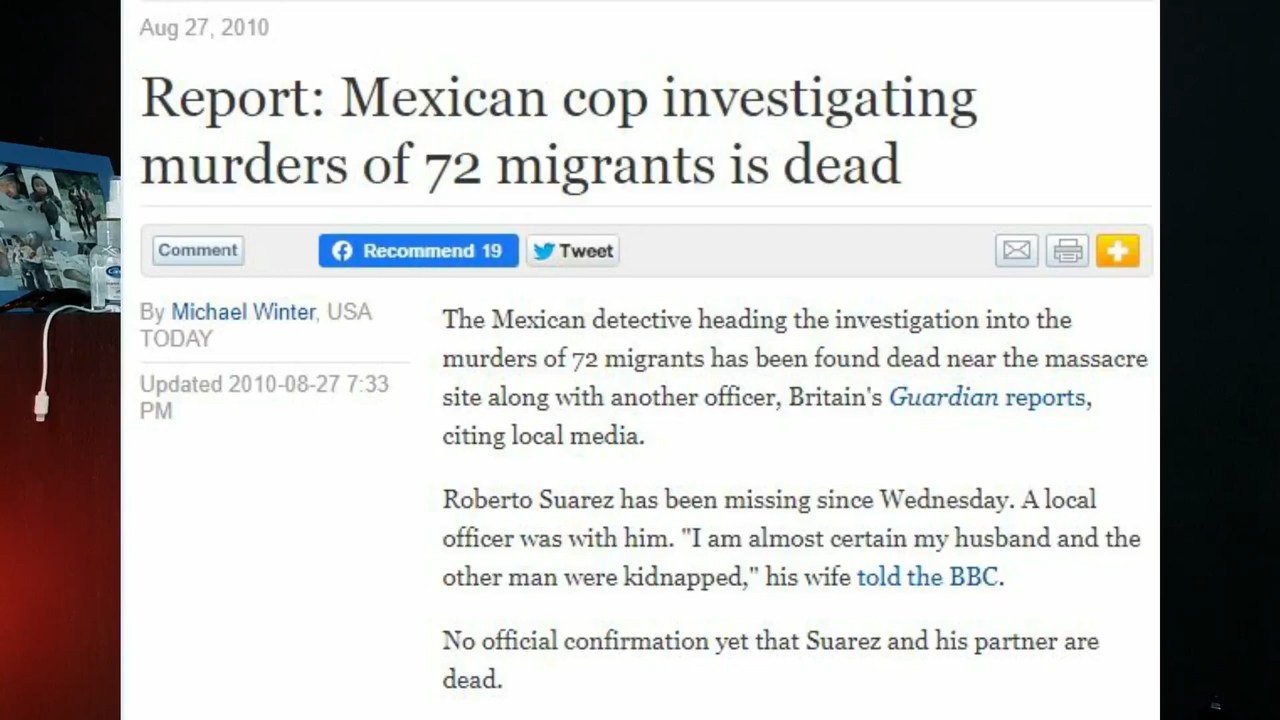 Aug 27, 2010
Report: Mexican cop investigating
murders of 72 migrants is dead
Comment
Recommend 19
Tweet
By Michael Winter, USA
TODAY
Updated 2010-08-27 7:33
PM
The Mexican detective heading the investigation into the
murders of 72 migrants has been found dead near the massacre
site along with another officer, Britain's Guardian reports,
citing local media.
Roberto Suarez has been missing since Wednesday. A local
officer was with him. "I am almost certain my husband and the
other man were kidnapped," his wife told the BBC.
No official confirmation yet that Suarez and his partner are
dead.